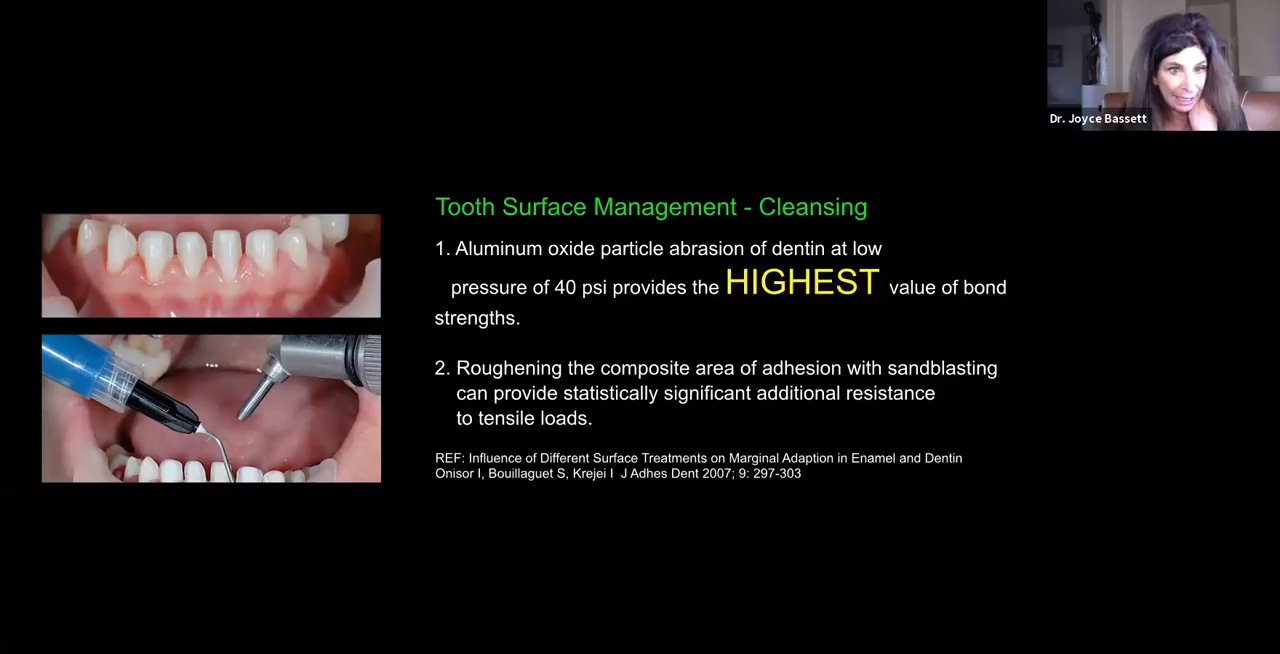 Dr. Joyce Bassett
Tooth Surface Management - Cleansing
1. Aluminum oxide particle abrasion of dentin at low
pressure of 40 psi provides the HIGHEST value of bond
strengths.
2. Roughening the composite area of adhesion with sandblasting
can provide statistically significant additional resistance
to tensile loads.
REF: Influence of Different Surface Treatments on Marginal Adaption in Enamel and Dentin
Onisor I, Bouillaguet S, Krejei I J Adhes Dent 2007; 9: 297-303